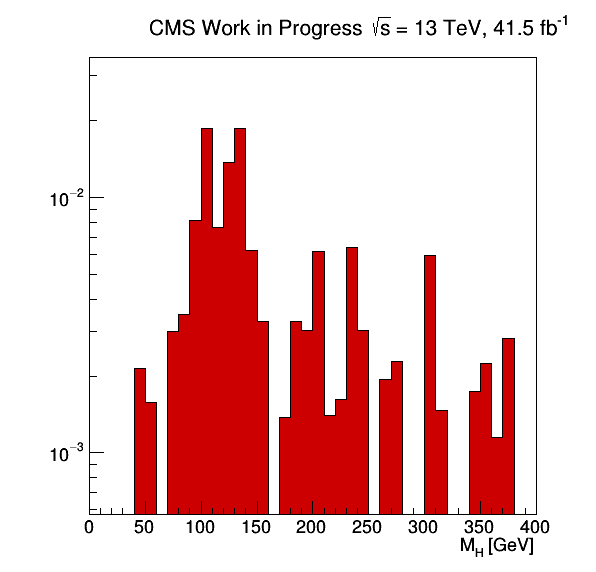 CMS Work in Progress √s = 13 TeV, 41.5 fb⁻¹
10⁻²
10⁻³
0 50 100 150 200 250 300 350 400
M_H [GeV]